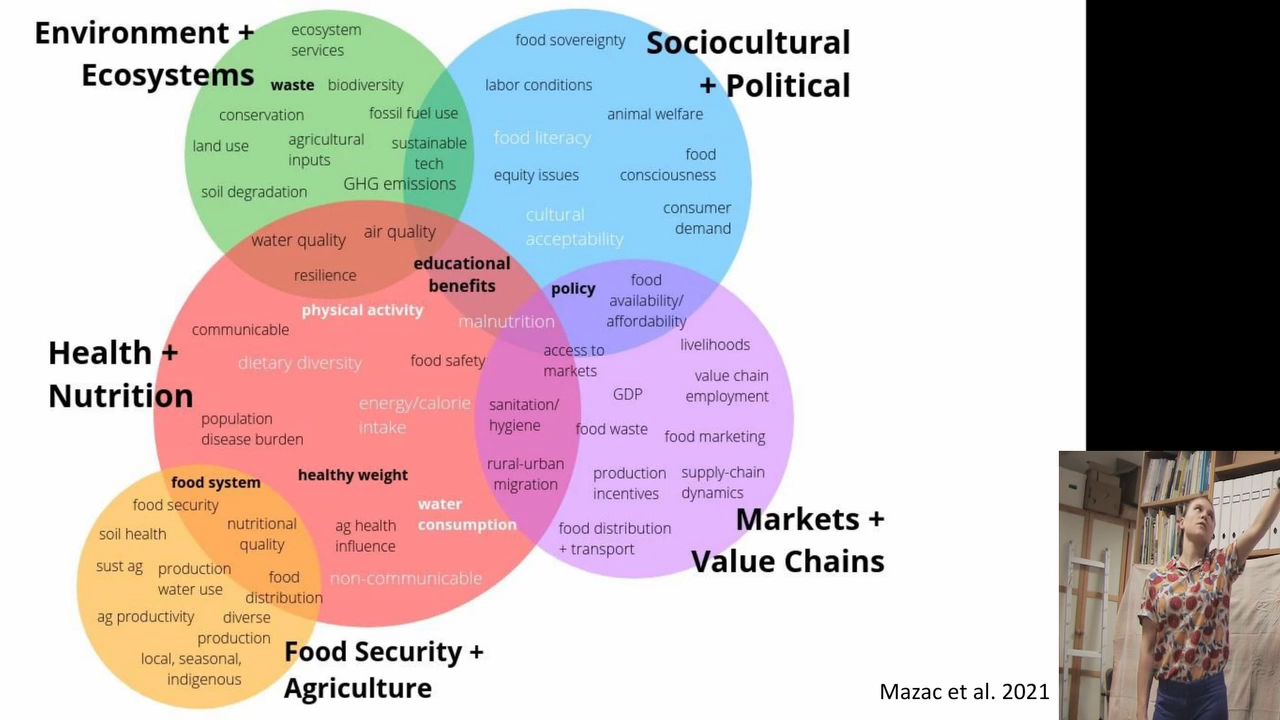 Environment +
Ecosystems
ecosystem
services
waste
biodiversity
conservation
fossil fuel use
land use
agricultural
inputs
sustainable
tech
soil degradation
GHG emissions
Sociocultural
+ Political
food sovereignty
labor conditions
animal welfare
food literacy
food
consciousness
equity issues
cultural
acceptability
consumer
demand
water quality
air quality
resilience
educational
benefits
policy
food
availability/
affordability
Health +
Nutrition
physical activity
malnutrition
communicable
dietary diversity
food safety
energy/calorie
intake
population
disease burden
healthy weight
water
consumption
ag health
influence
non-communicable
access to
markets
sanitation/
hygiene
rural-urban
migration
livelihoods
value chain
employment
GDP
food waste
food marketing
production
incentives
supply-chain
dynamics
food distribution
+ transport
Markets +
Value Chains
food system
food security
nutritional
quality
soil health
sust ag
production
water use
food
distribution
ag productivity
diverse
production
local, seasonal,
indigenous
Food Security +
Agriculture
Mazac et al. 2021